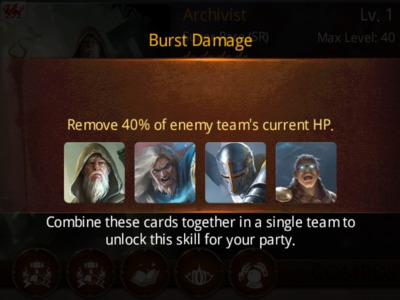 Archivist
Lv. 1
(SR)
Max Level: 40
Burst Damage
Remove 40% of enemy team's current HP.
Combine these cards together in a single team to
unlock this skill for your party.